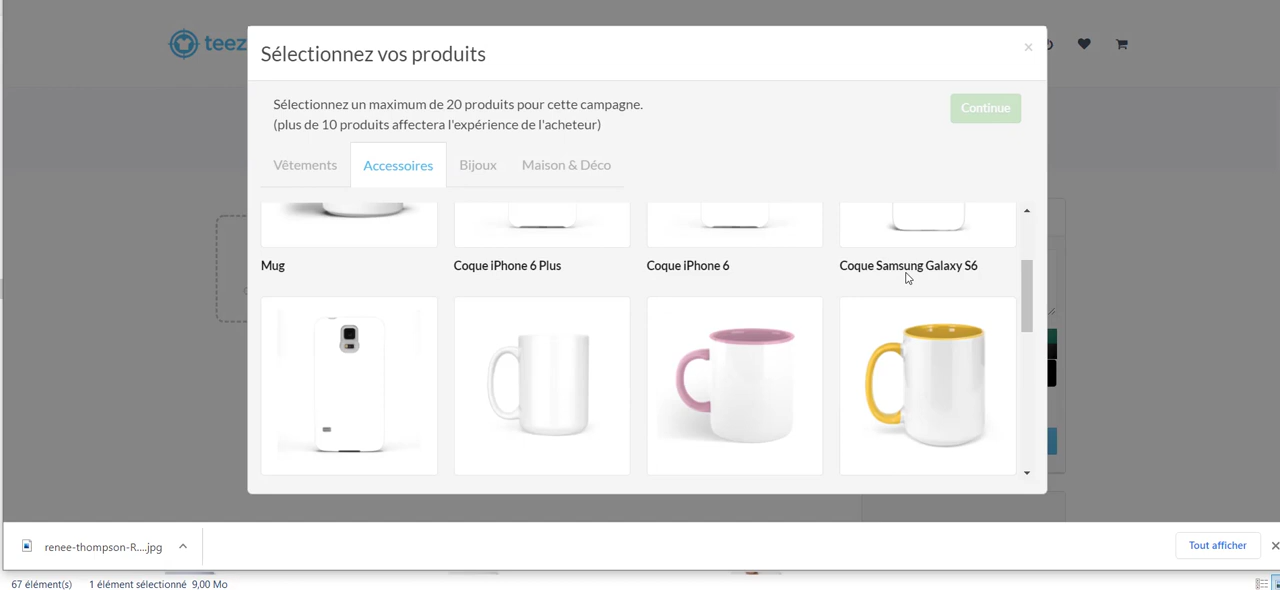 teez
Sélectionnez vos produits
×
Sélectionnez un maximum de 20 produits pour cette campagne.
(plus de 10 produits affectera l'expérience de l'acheteur)
Continue
Vêtements Accessoires Bijoux Maison & Déco
Mug Coque iPhone 6 Plus Coque iPhone 6 Coque Samsung Galaxy S6
renee-thompson-R....jpg
Tout afficher
67 élément(s) 1 élément sélectionné 9,00 Mo